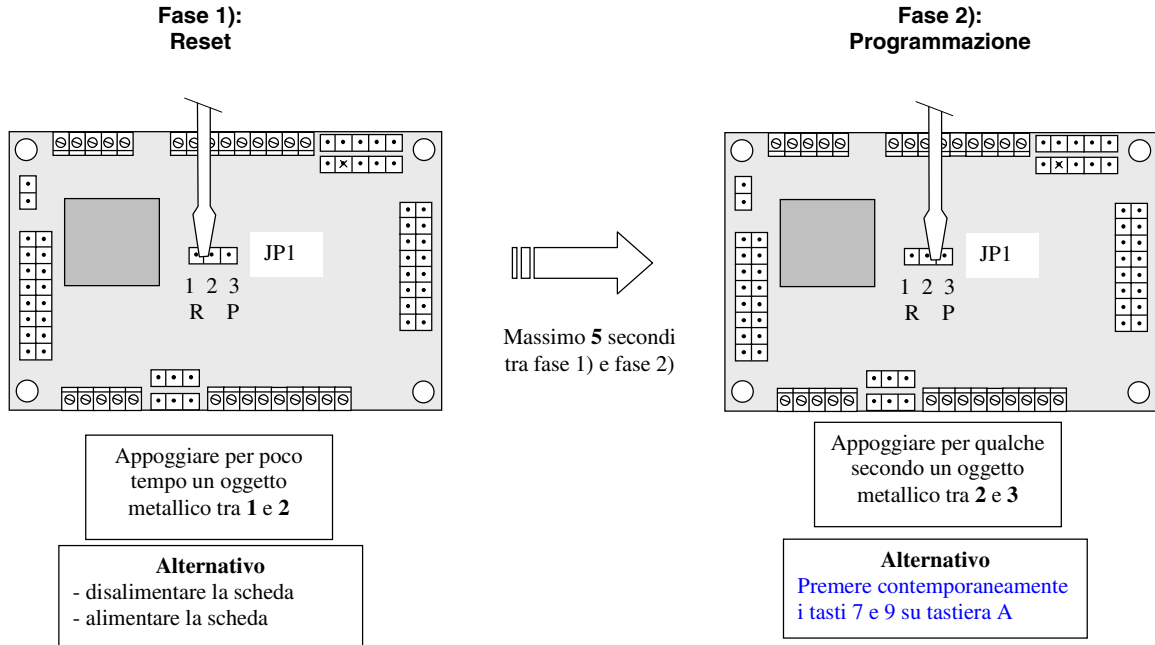 Fase 1):
Reset
JP1
1 2 3
R P
Appoggiare per poco
tempo un oggetto
metallico tra 1 e 2
Alternativo
- disalimentare la scheda
- alimentare la scheda
Massimo 5 secondi
tra fase 1) e fase 2)
Fase 2):
Programmazione
JP1
1 2 3
R P
Appoggiare per qualche
secondo un oggetto
metallico tra 2 e 3
Alternativo
Premere contemporaneamente
i tasti 7 e 9 su tastiera A